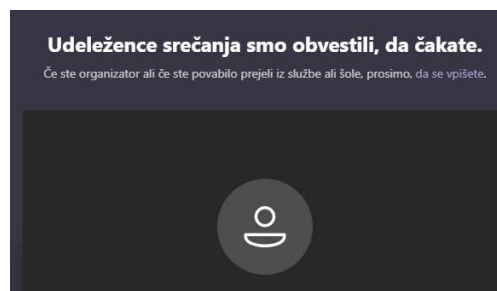 Udeležence srečanja smo obvestili, da čakate.
Če ste organizator ali če ste povabilo prejeli iz službe ali šole, prosimo, da se vpišete.